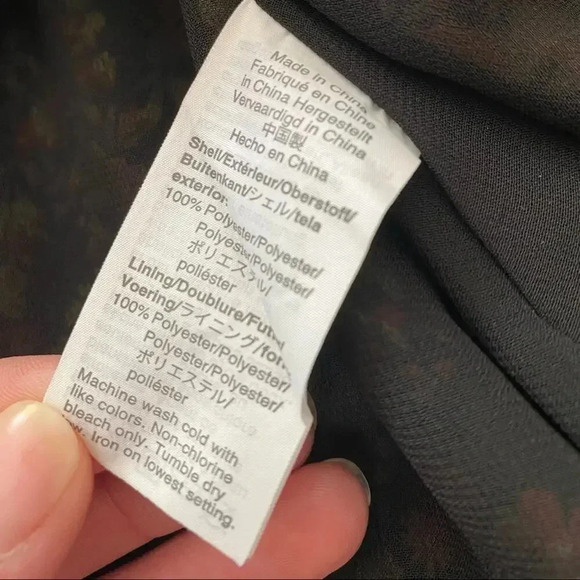 Made in China
Fabriqué en Chine
in China Hergestellt
Vervaardigd in China
中国製
Hecho en China
Shell/Extérieur/Oberstoff/
Buitenkant/シェル/tela
exterior
100% Polyester/Polyester/
Polyester/Polyester/
ポリエステル/
poliéster
Lining/Doublure/
Voering/ライニング/
100% Polyester/Polyester/
Polyester/Polyester/
ポリエステル/
poliéster
Machine wash cold with
like colors. Non-chlorine
bleach only. Tumble dry
Iron on lowest setting.